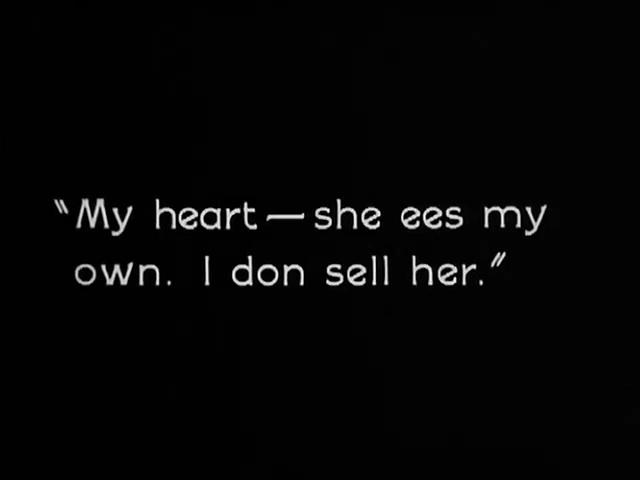 "My heart — she ees my
own. I don sell her."